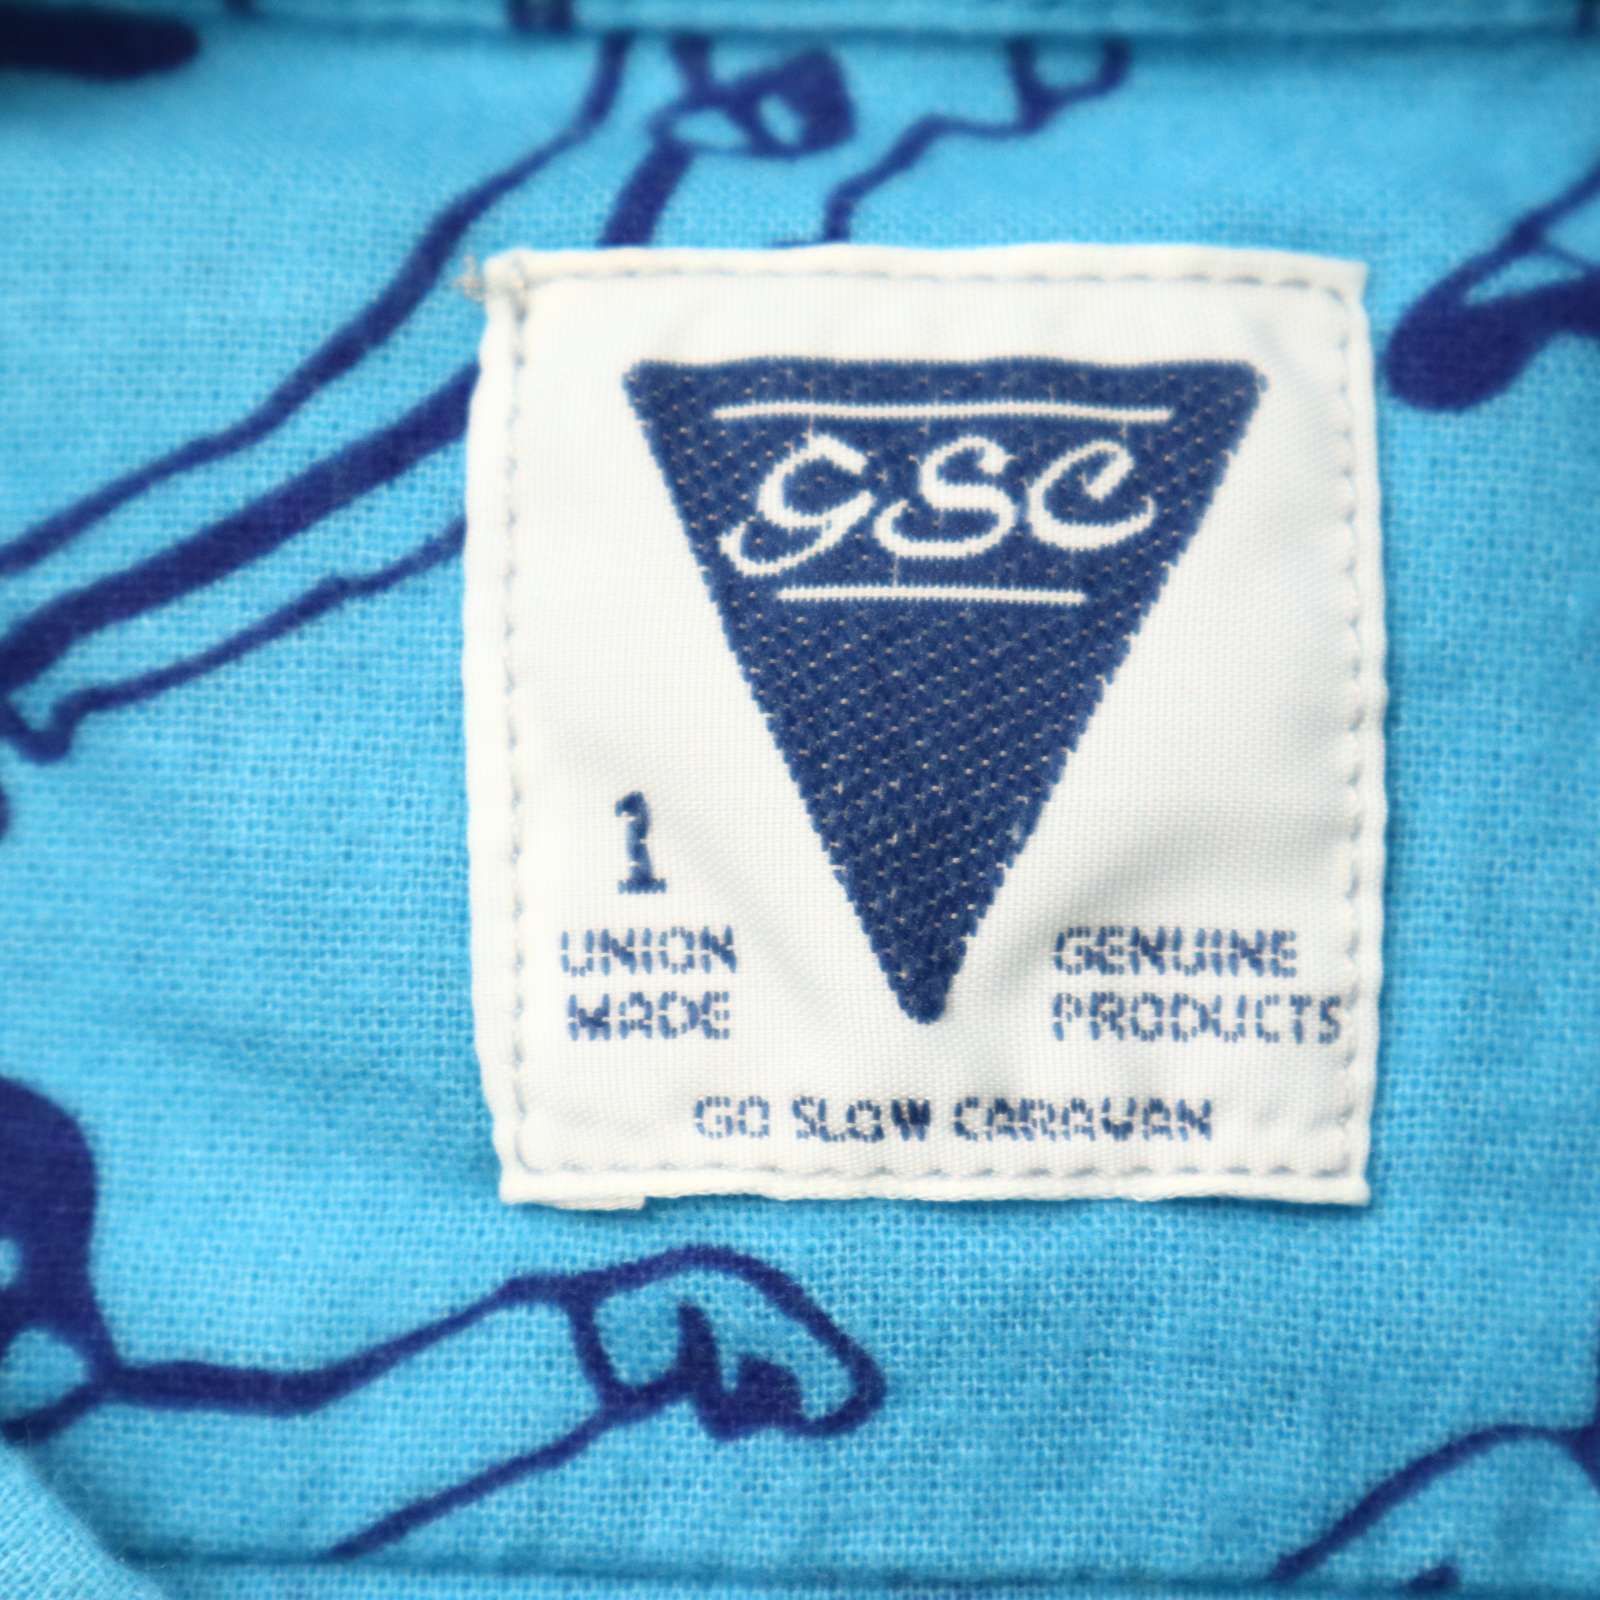 GSC
1
UNION
MADE
GENUINE
PRODUCTS
GO SLOW CARAVAN